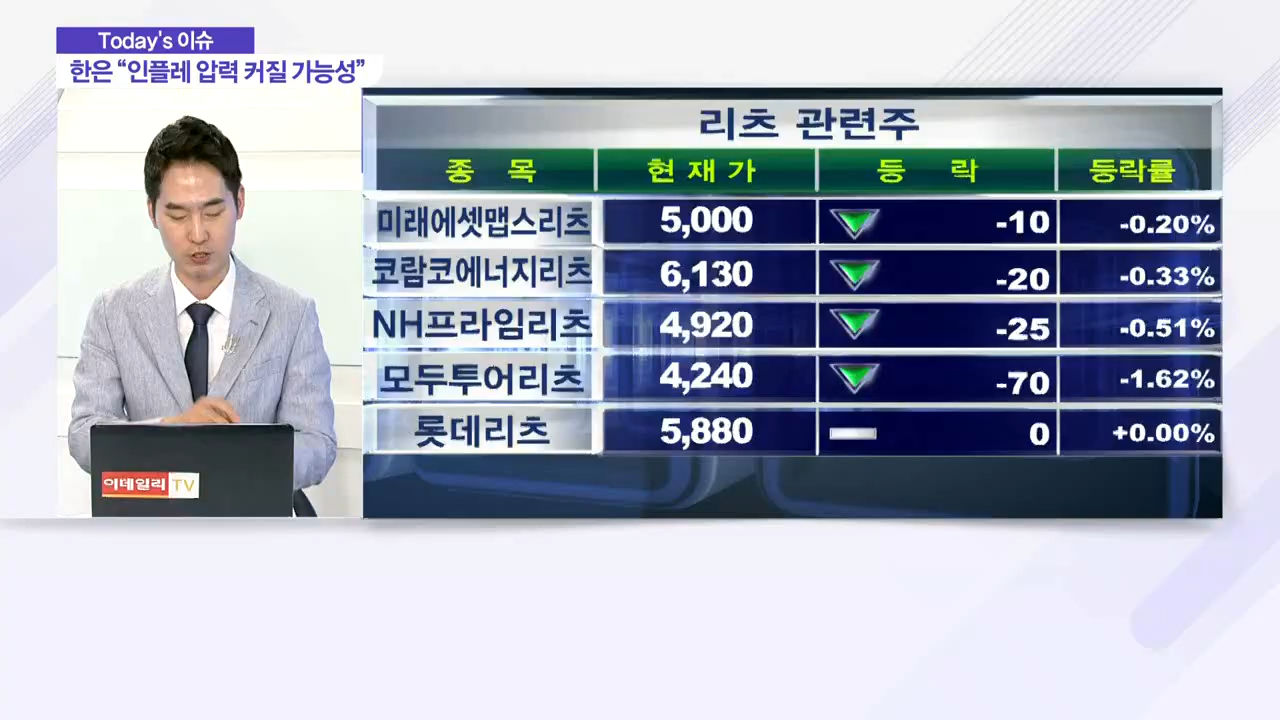 Today's 이슈
한은 “인플레 압력 커질 가능성”
리츠 관련주
종 목 현재가 등 락 등락률
미래에셋맵스리츠 5,000 -10 -0.20%
코람코에너지리츠 6,130 -20 -0.33%
NH프라임리츠 4,920 -25 -0.51%
모두투어리츠 4,240 -70 -1.62%
롯데리츠 5,880 0 +0.00%
이데일리TV